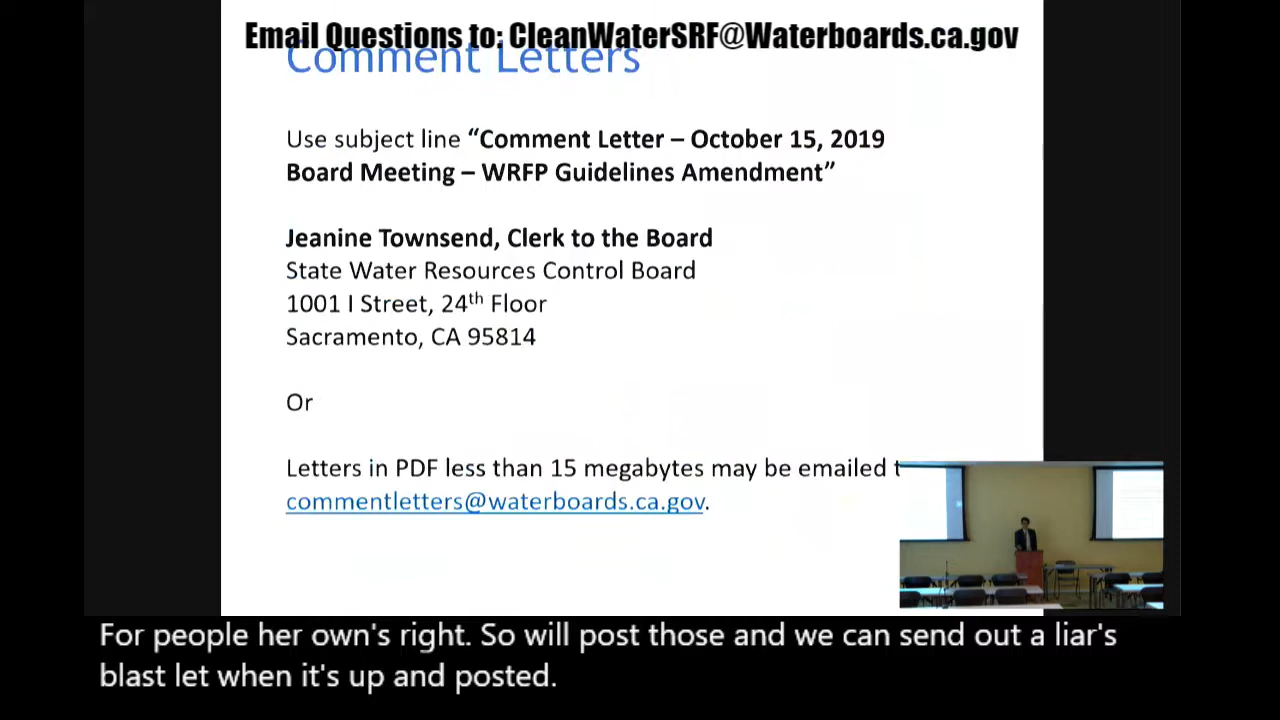 Email Questions to: CleanWaterSRF@Waterboards.ca.gov
Comment Letters
Use subject line “Comment Letter – October 15, 2019
Board Meeting – WRFP Guidelines Amendment”
Jeanine Townsend, Clerk to the Board
State Water Resources Control Board
1001 I Street, 24th Floor
Sacramento, CA 95814
Or
Letters in PDF less than 15 megabytes may be emailed t
commentletters@waterboards.ca.gov.
For people her own's right. So will post those and we can send out a liar's
blast let when it's up and posted.